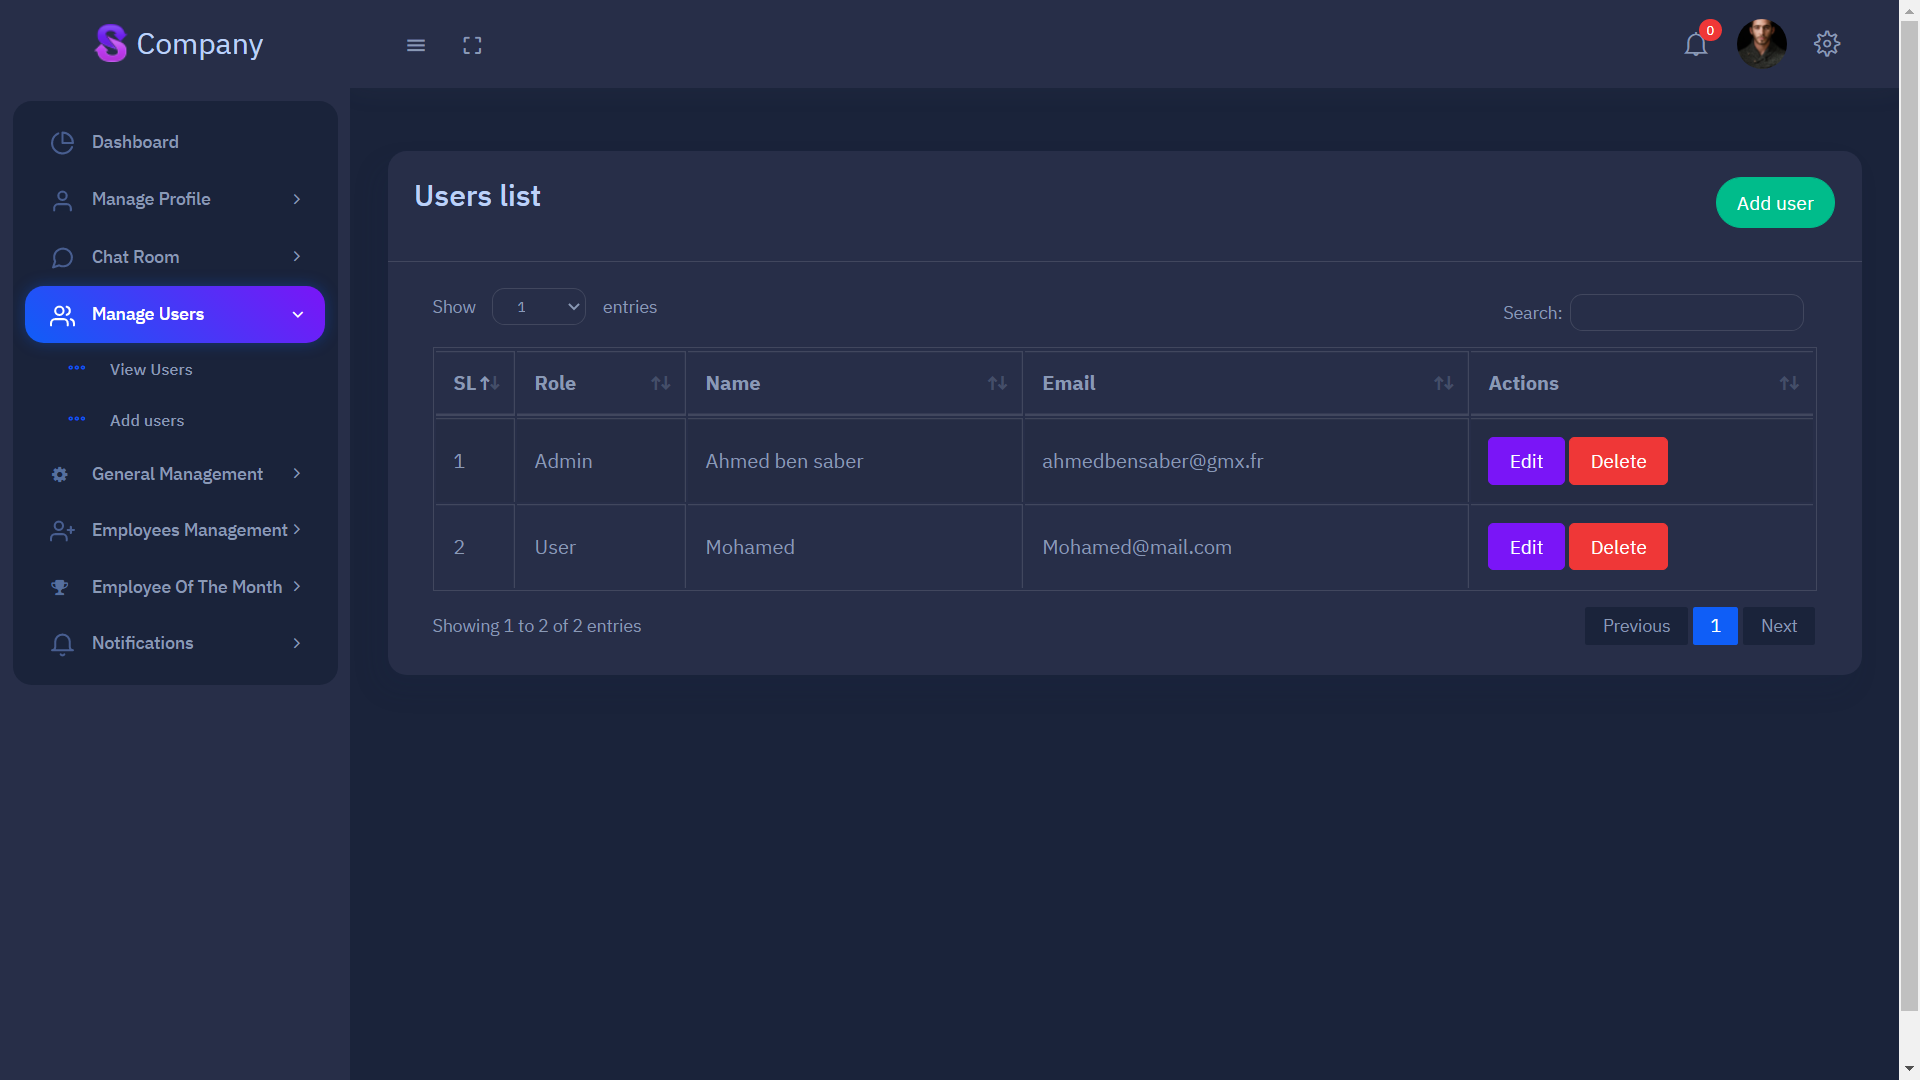 Company
0
Dashboard
Manage Profile
Chat Room
Manage Users
View Users
Add users
General Management
Employees Management
Employee Of The Month
Notifications
Users list
Add user
Show 1 entries
Search:
SL Role Name Email Actions
1 Admin Ahmed ben saber ahmedbensaber@gmx.fr Edit Delete
2 User Mohamed Mohamed@mail.com Edit Delete
Showing 1 to 2 of 2 entries
Previous 1 Next